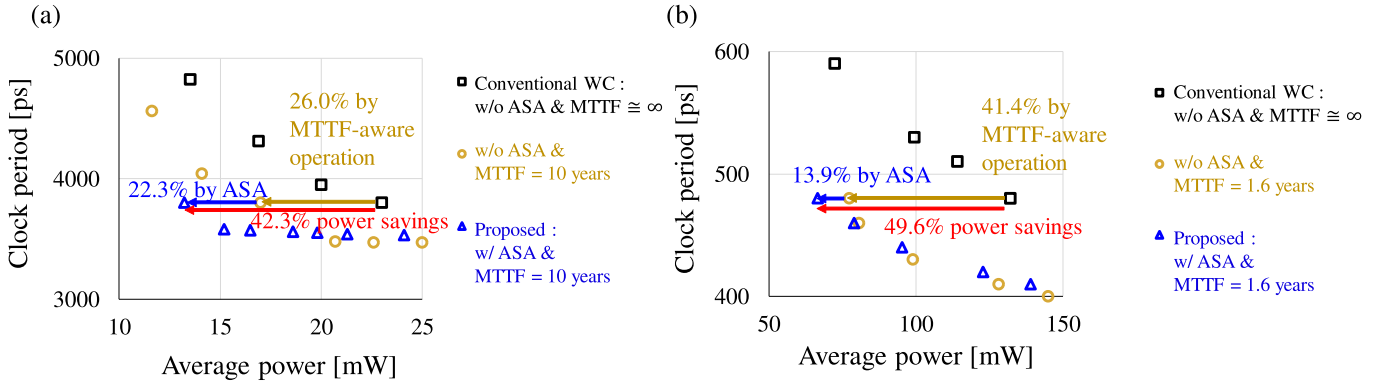 (a)
5000
4000
3000
10
15
20
25
Clock period [ps]
Average power [mW]
26.0% by
MTTF-aware
operation
22.3% by ASA
42.3% power savings
Conventional WC :
w/o ASA & MTTF ≅ ∞
w/o ASA &
MTTF = 10 years
Proposed :
w/ ASA &
MTTF = 10 years
(b)
600
500
400
50
100
150
Clock period [ps]
Average power [mW]
41.4% by
MTTF-aware
operation
13.9% by ASA
49.6% power savings
Conventional WC :
w/o ASA & MTTF ≅ ∞
w/o ASA &
MTTF = 1.6 years
Proposed :
w/ ASA &
MTTF = 1.6 years